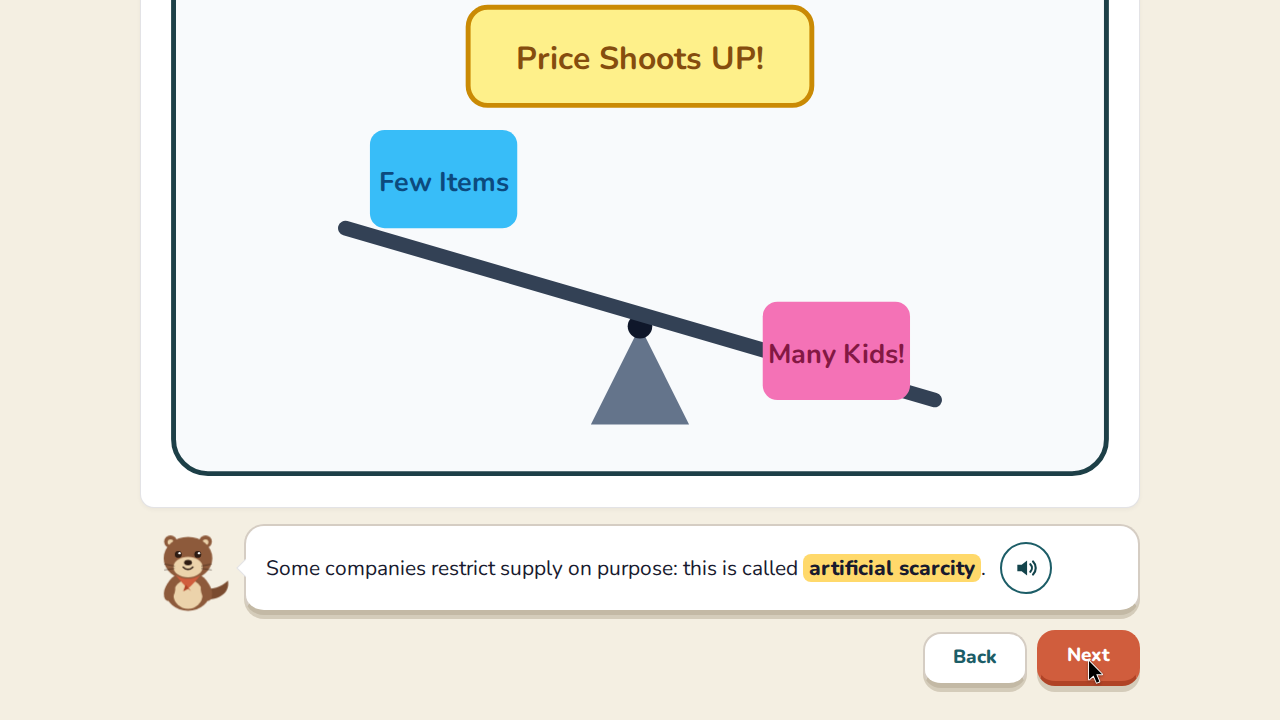 Price Shoots UP!
Few Items
Many Kids!
Some companies restrict supply on purpose: this is called artificial scarcity.
Back
Next